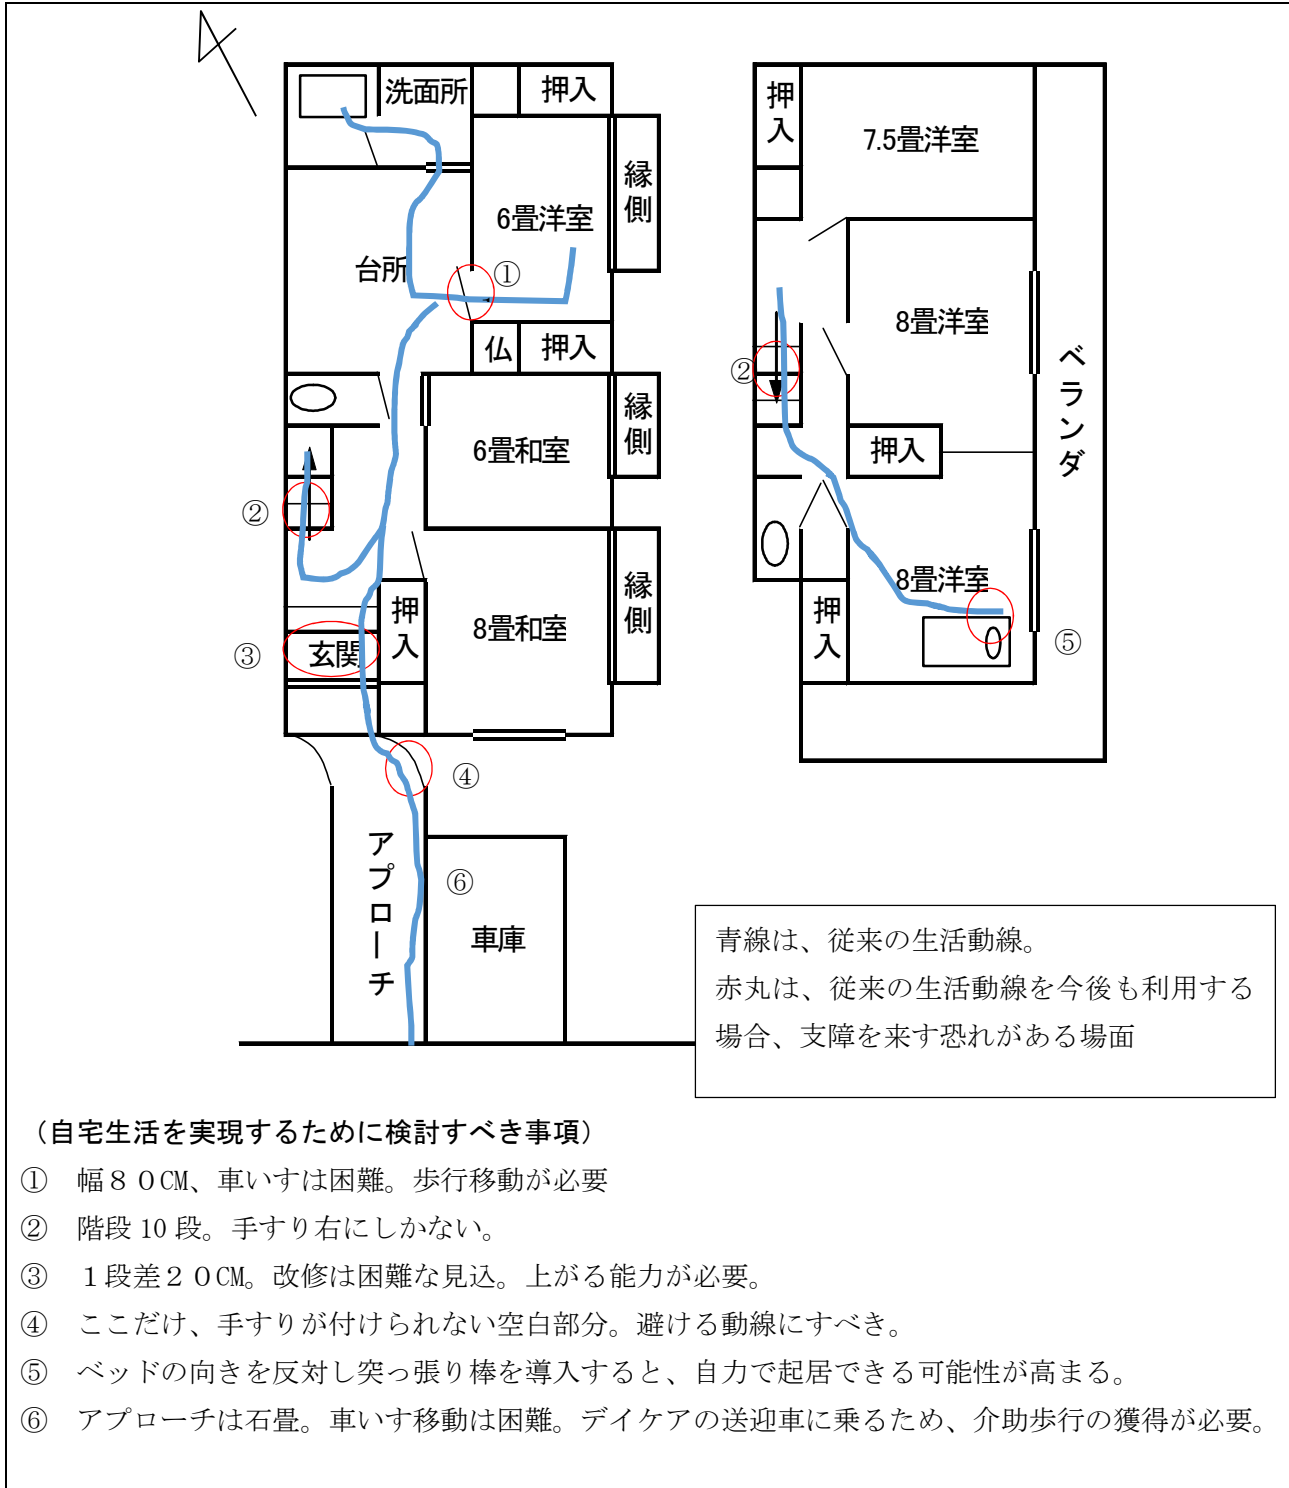 洗面所
押入
6畳洋室
縁側
台所
①
仏
押入
縁側
6畳和室
②
縁側
押入
8畳和室
③
玄関
④
アプローチ
⑥
車庫
押入
7.5畳洋室
8畳洋室
②
ベランダ
押入
8畳洋室
押入
⑤
青線は、従来の生活動線。
赤丸は、従来の生活動線を今後も利用する
場合、支障を来す恐れがある場面
（自宅生活を実現するために検討すべき事項）
①　幅８０CM、車いすは困難。歩行移動が必要
②　階段 10 段。手すり右にしかない。
③　１段差２０CM。改修は困難な見込。上がる能力が必要。
④　ここだけ、手すりが付けられない空白部分。避ける動線にすべき。
⑤　ベッドの向きを反対し突っ張り棒を導入すると、自力で起居できる可能性が高まる。
⑥　アプローチは石畳。車いす移動は困難。デイケアの送迎車に乗るため、介助歩行の獲得が必要。